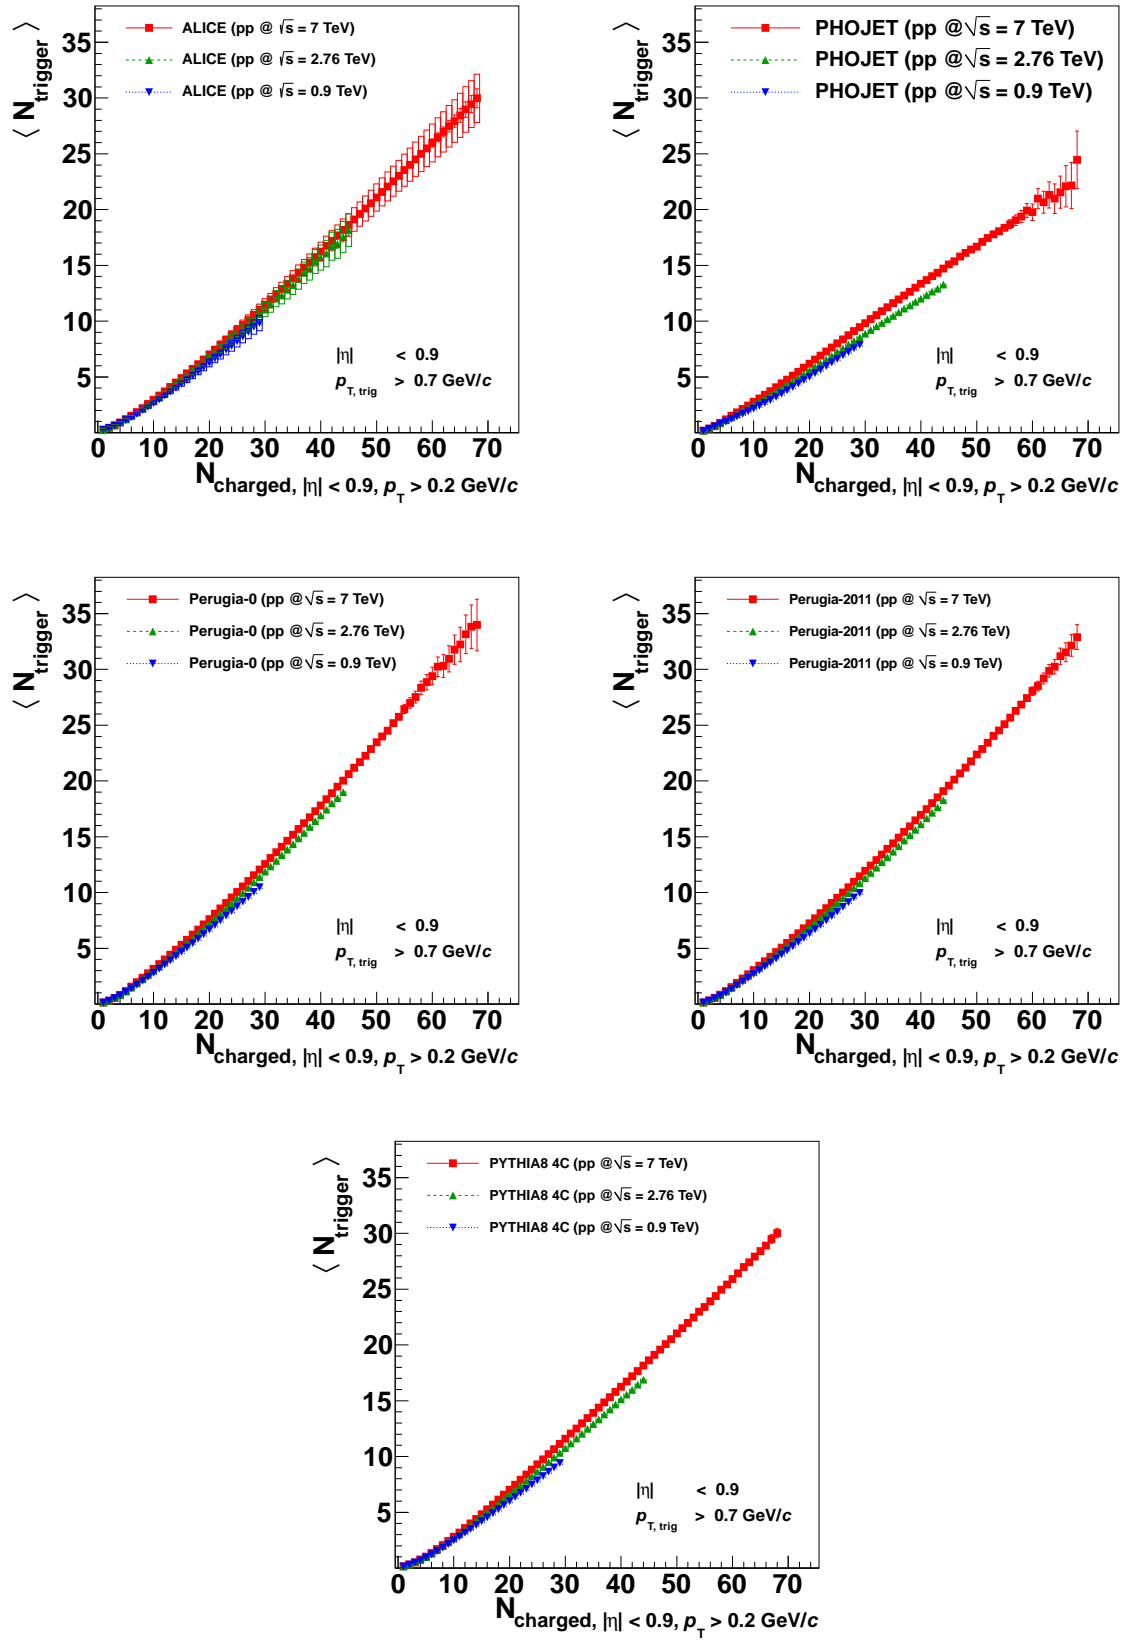 ALICE (pp @ √s = 7 TeV)
ALICE (pp @ √s = 2.76 TeV)
ALICE (pp @ √s = 0.9 TeV)
⟨ N_trigger ⟩
35
30
25
20
15
10
5
|η| < 0.9
p_T, trig > 0.7 GeV/c
0 10 20 30 40 50 60 70
N_charged, |η| < 0.9, p_T > 0.2 GeV/c
PHOJET (pp @ √s = 7 TeV)
PHOJET (pp @ √s = 2.76 TeV)
PHOJET (pp @ √s = 0.9 TeV)
⟨ N_trigger ⟩
35
30
25
20
15
10
5
|η| < 0.9
p_T, trig > 0.7 GeV/c
0 10 20 30 40 50 60 70
N_charged, |η| < 0.9, p_T > 0.2 GeV/c
Perugia-0 (pp @ √s = 7 TeV)
Perugia-0 (pp @ √s = 2.76 TeV)
Perugia-0 (pp @ √s = 0.9 TeV)
⟨ N_trigger ⟩
35
30
25
20
15
10
5
|η| < 0.9
p_T, trig > 0.7 GeV/c
0 10 20 30 40 50 60 70
N_charged, |η| < 0.9, p_T > 0.2 GeV/c
Perugia-2011 (pp @ √s = 7 TeV)
Perugia-2011 (pp @ √s = 2.76 TeV)
Perugia-2011 (pp @ √s = 0.9 TeV)
⟨ N_trigger ⟩
35
30
25
20
15
10
5
|η| < 0.9
p_T, trig > 0.7 GeV/c
0 10 20 30 40 50 60 70
N_charged, |η| < 0.9, p_T > 0.2 GeV/c
PYTHIA8 4C (pp @ √s = 7 TeV)
PYTHIA8 4C (pp @ √s = 2.76 TeV)
PYTHIA8 4C (pp @ √s = 0.9 TeV)
⟨ N_trigger ⟩
35
30
25
20
15
10
5
|η| < 0.9
p_T, trig > 0.7 GeV/c
0 10 20 30 40 50 60 70
N_charged, |η| < 0.9, p_T > 0.2 GeV/c